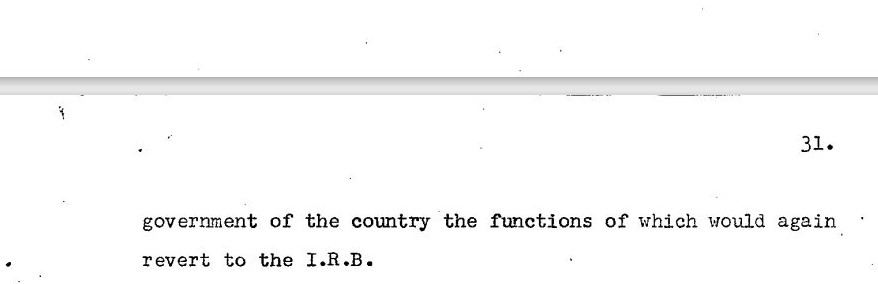 31.
government of the country the functions of which would again
revert to the I.R.B.